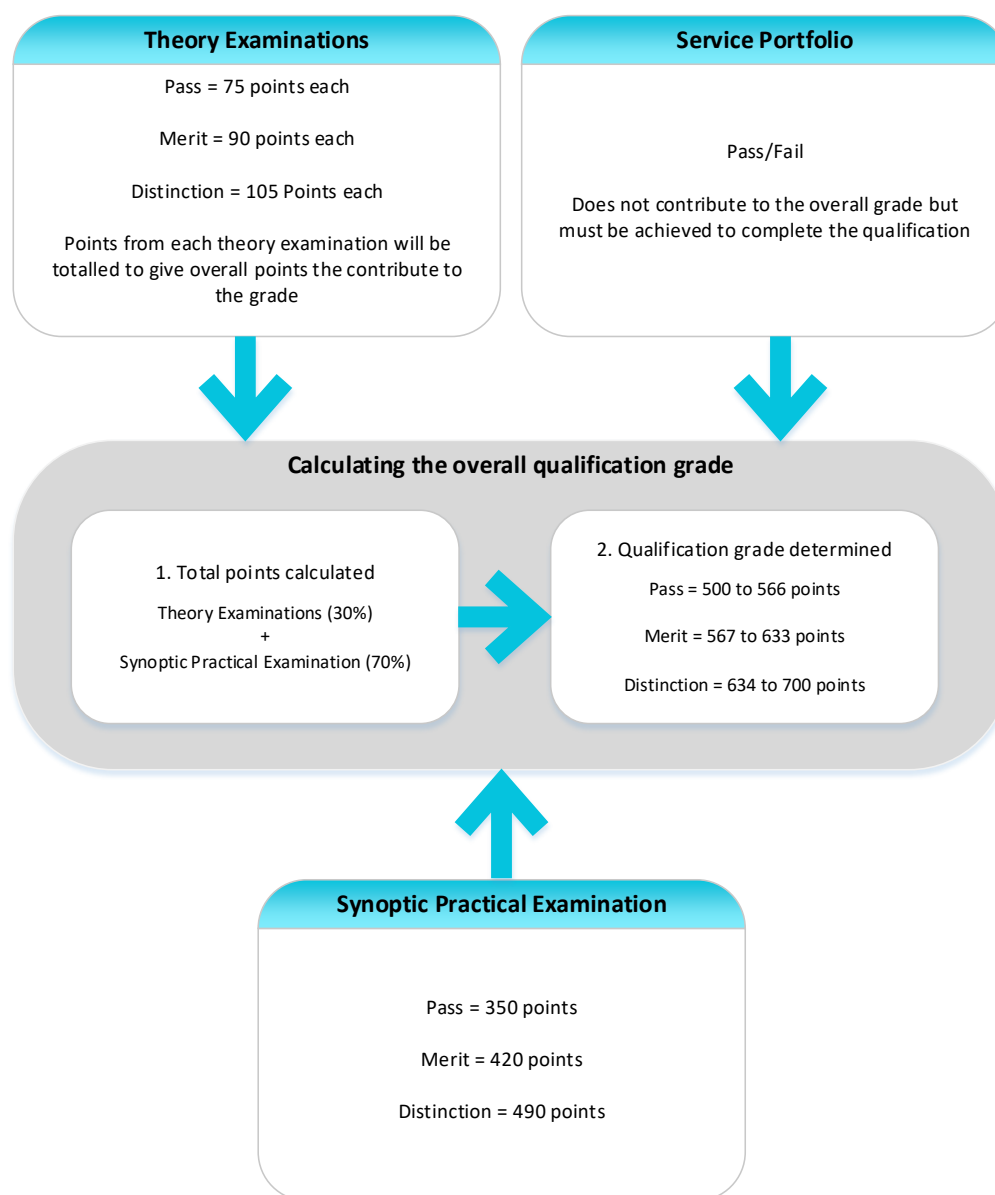 Theory Examinations
Pass = 75 points each
Merit = 90 points each
Distinction = 105 Points each
Points from each theory examination will be
totalled to give overall points the contribute to
the grade
Service Portfolio
Pass/Fail
Does not contribute to the overall grade but
must be achieved to complete the qualification
Calculating the overall qualification grade
1. Total points calculated
Theory Examinations (30%)
+
Synoptic Practical Examination (70%)
2. Qualification grade determined
Pass = 500 to 566 points
Merit = 567 to 633 points
Distinction = 634 to 700 points
Synoptic Practical Examination
Pass = 350 points
Merit = 420 points
Distinction = 490 points